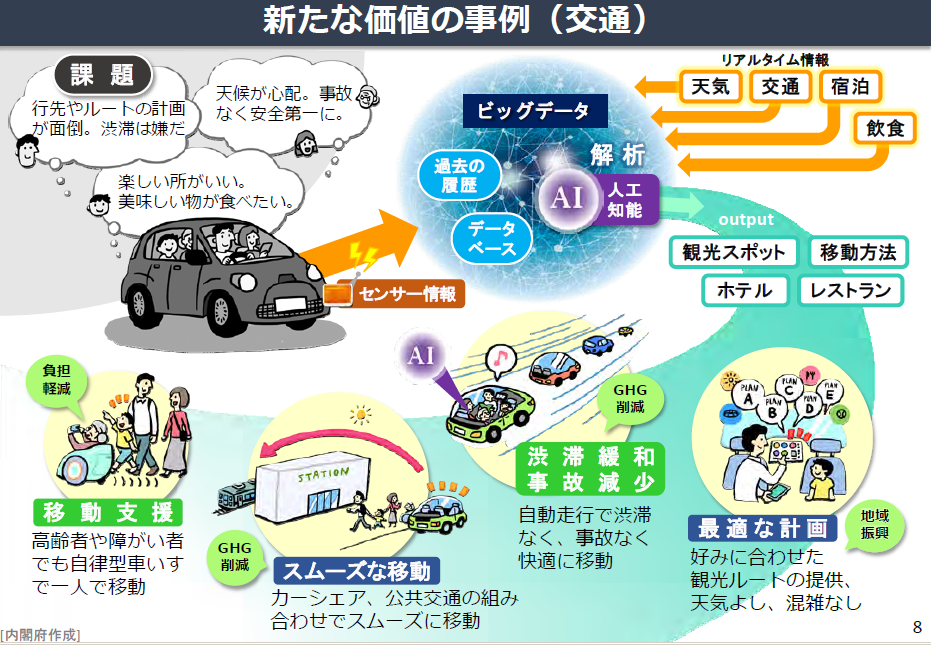 新たな価値の事例（交通）
課題
行先やルートの計画
が面倒。渋滞は嫌だ
天候が心配。事故
なく安全第一に。
楽しい所がいい。
美味しい物が食べたい。
センサー情報
ビッグデータ
過去の
履歴
データ
ベース
解析
AI
人工
知能
リアルタイム情報
天気
交通
宿泊
飲食
output
観光スポット
移動方法
ホテル
レストラン
負担
軽減
移動支援
高齢者や障がい者
でも自律型車いす
で一人で移動
STATION
GHG
削減
スムーズな移動
カーシェア、公共交通の組み
合わせでスムーズに移動
AI
GHG
削減
渋滞緩和
事故減少
自動走行で渋滞
なく、事故なく
快適に移動
PLAN
A
PLAN
B
PLAN
C
PLAN
D
PLAN
E
最適な計画
地域
振興
好みに合わせた
観光ルートの提供、
天気よし、混雑なし
[内閣府作成]
8